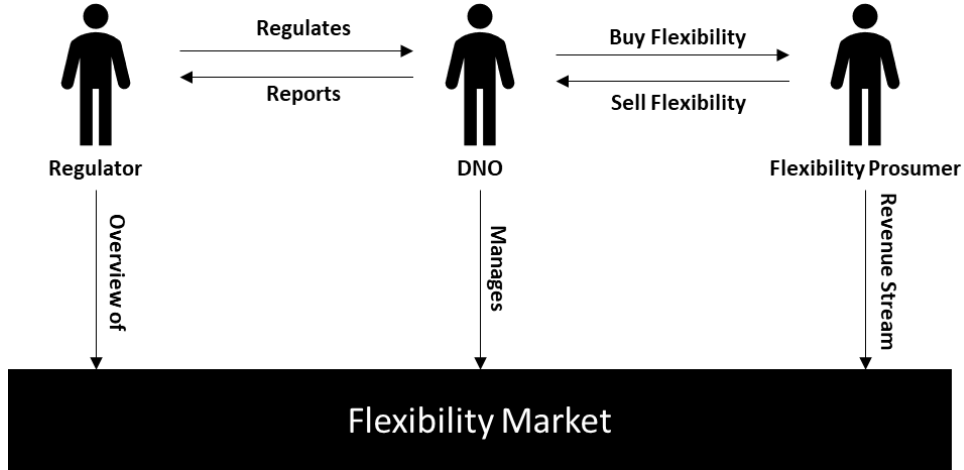 Regulates
Reports
Buy Flexibility
Sell Flexibility
Regulator
DNO
Flexibility Prosumer
Overview of
Manages
Revenue Stream
Flexibility Market